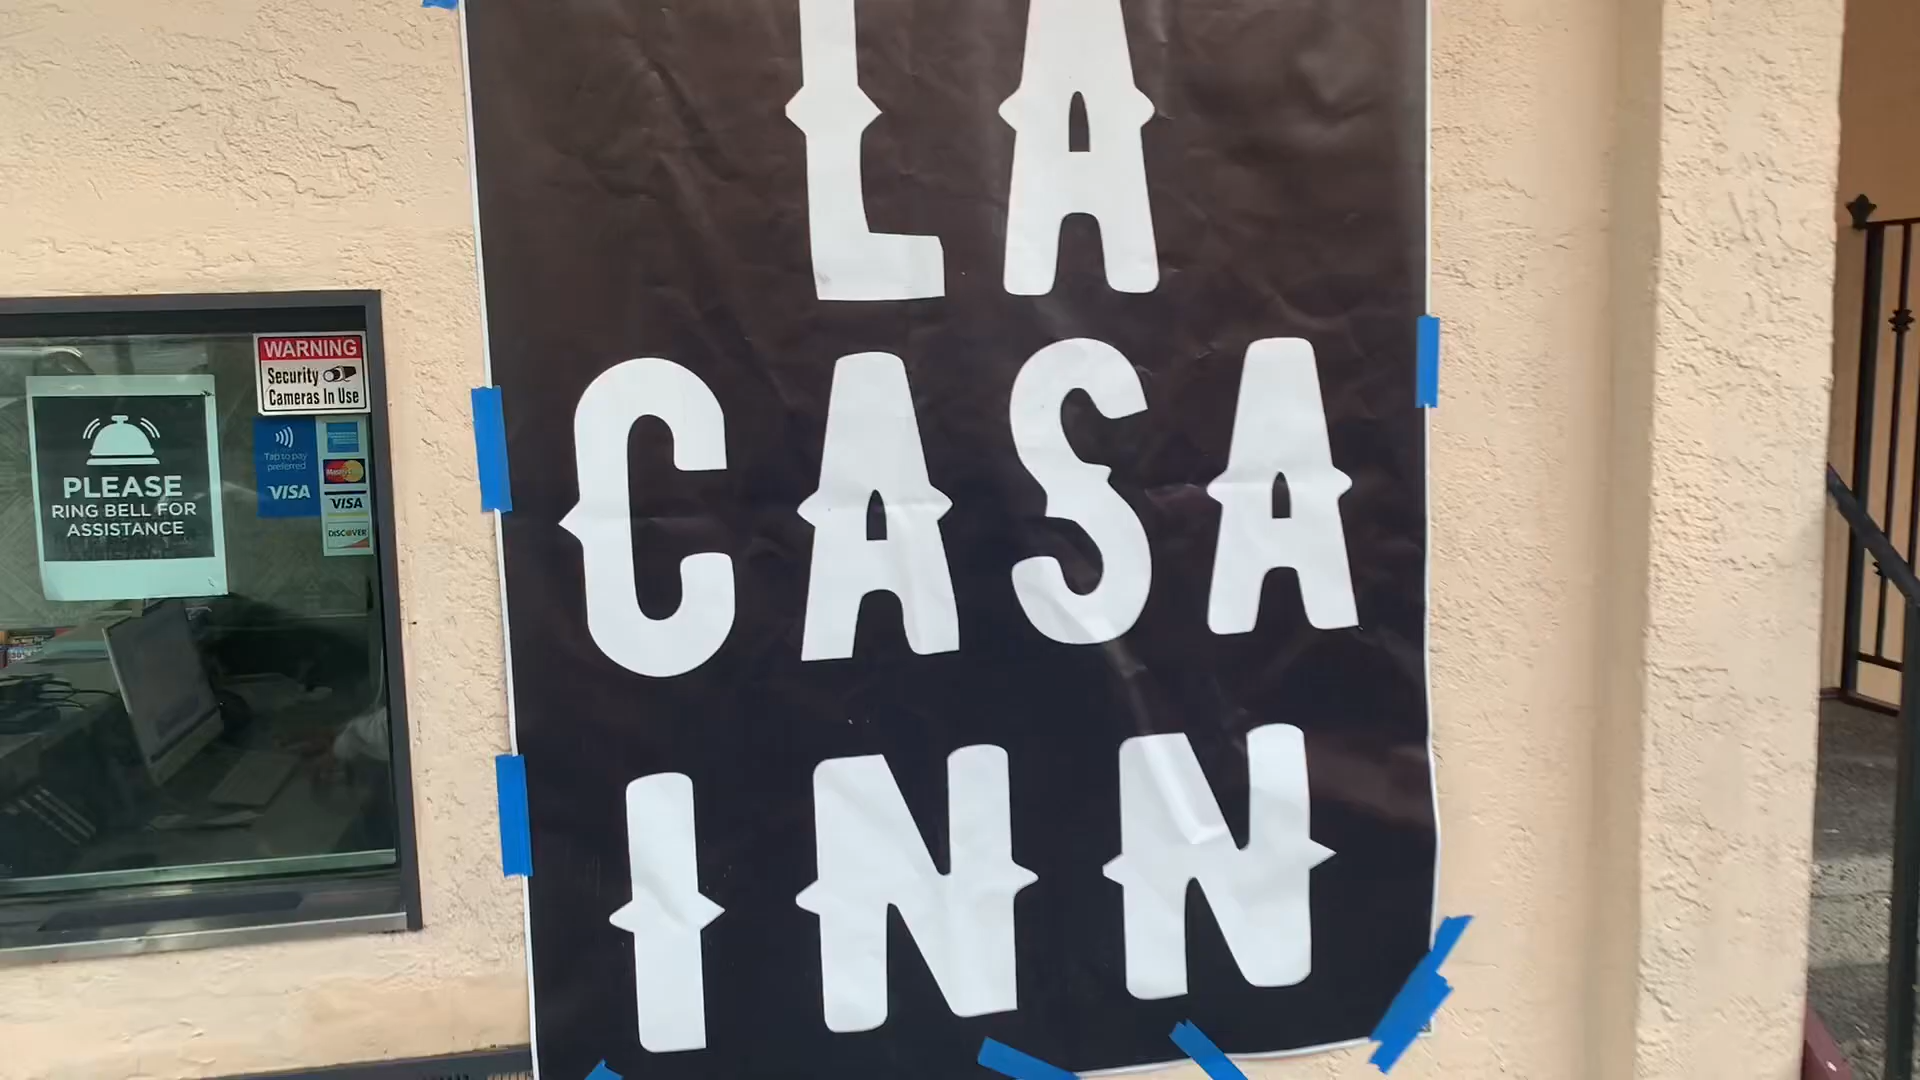 LA
CASA
INN
WARNING
Security
Cameras In Use
Tap to pay
preferred
VISA
MasterCard
VISA
DISCOVER
PLEASE
RING BELL FOR
ASSISTANCE